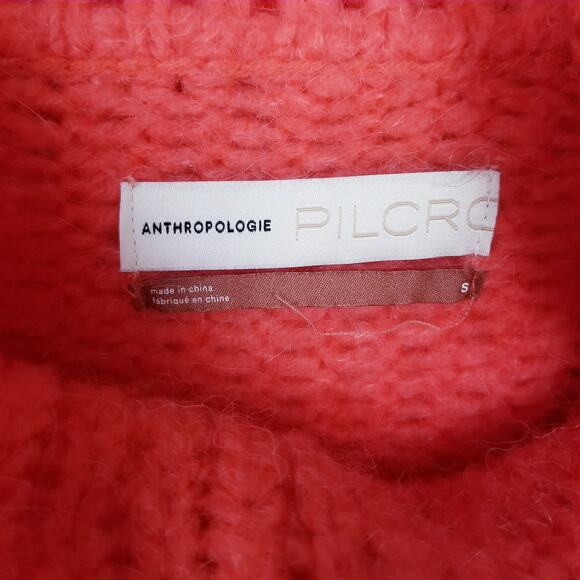 ANTHROPOLOGIE PILCRO
made in china
fabriqué en chine
S